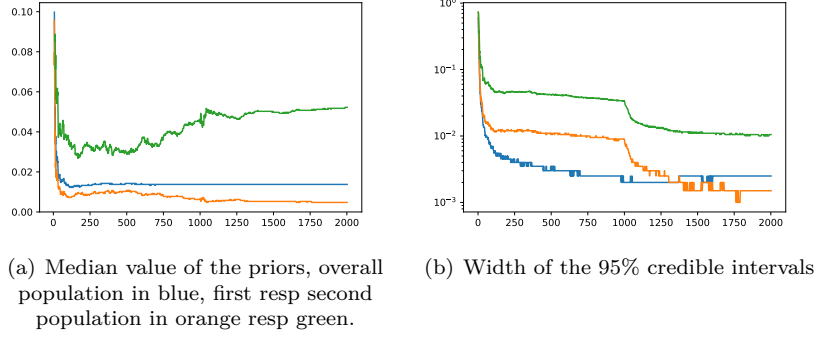 0.10
0.08
0.06
0.04
0.02
0.00
0 250 500 750 1000 1250 1500 1750 2000
10⁰
10⁻¹
10⁻²
10⁻³
0 250 500 750 1000 1250 1500 1750 2000
(a) Median value of the priors, overall
population in blue, first resp second
population in orange resp green.
(b) Width of the 95% credible intervals